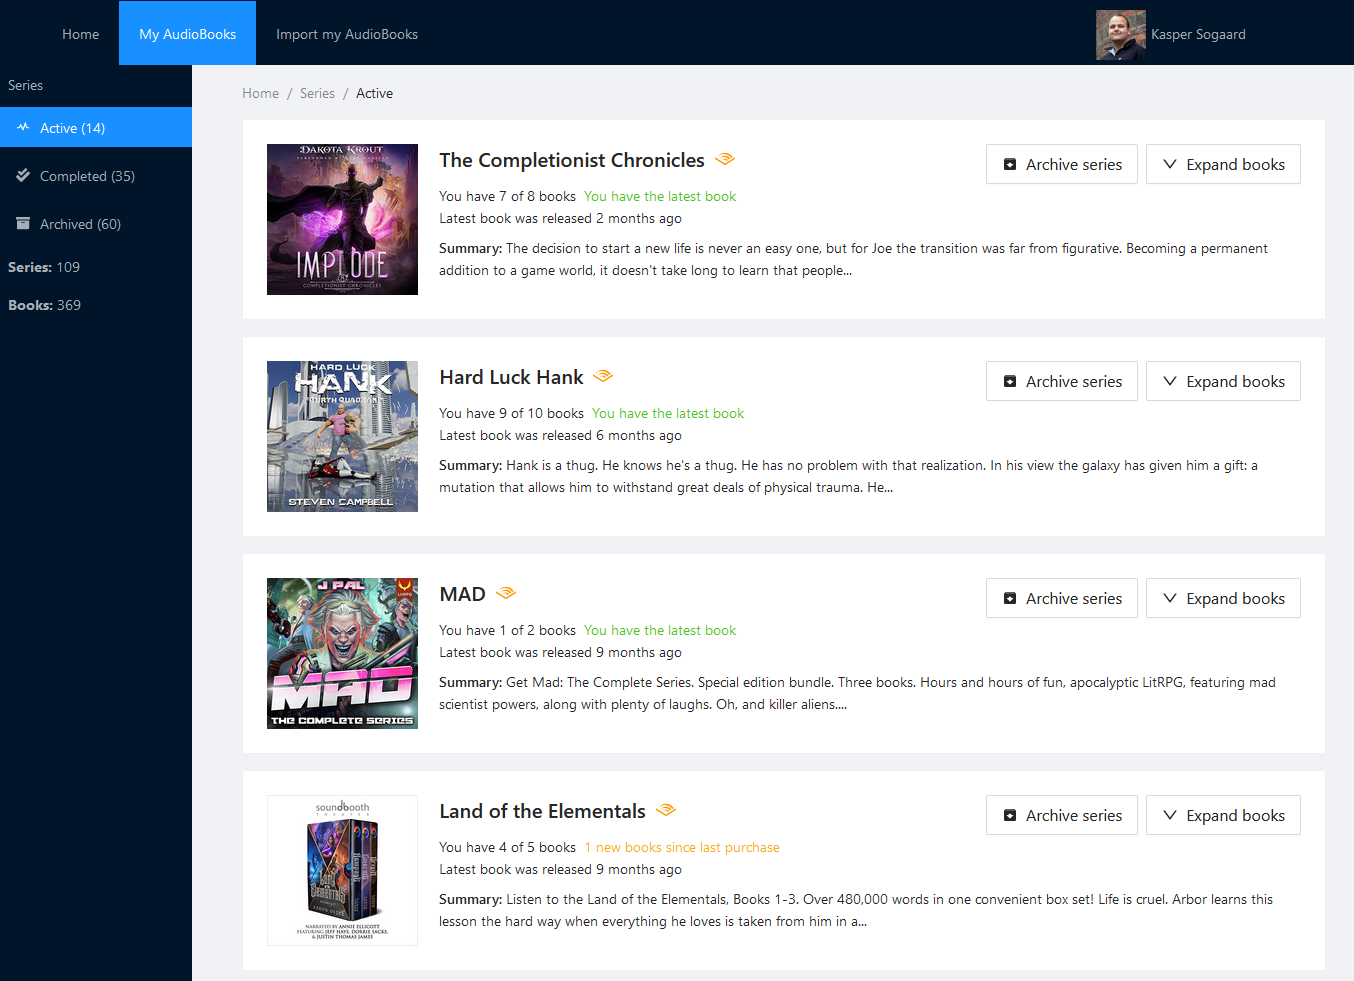 Home
My AudioBooks
Import my AudioBooks
Kasper Sogaard
Series
Active (14)
Completed (35)
Archived (60)
Series: 109
Books: 369
Home / Series / Active
DAKOTA KROUT
IMPLODE
COMPLETIONIST CHRONICLES
The Completionist Chronicles
Archive series
Expand books
You have 7 of 8 books You have the latest book
Latest book was released 2 months ago
Summary: The decision to start a new life is never an easy one, but for Joe the transition was far from figurative. Becoming a permanent
addition to a game world, it doesn't take long to learn that people...
HARD LUCK
HANK
STEVEN CAMPBELL
Hard Luck Hank
Archive series
Expand books
You have 9 of 10 books You have the latest book
Latest book was released 6 months ago
Summary: Hank is a thug. He knows he's a thug. He has no problem with that realization. In his view the galaxy has given him a gift: a
mutation that allows him to withstand great deals of physical trauma. He...
J PAL
LITRPG
MAD
THE COMPLETE SERIES
MAD
Archive series
Expand books
You have 1 of 2 books You have the latest book
Latest book was released 9 months ago
Summary: Get Mad: The Complete Series. Special edition bundle. Three books. Hours and hours of fun, apocalyptic LitRPG, featuring mad
scientist powers, along with plenty of laughs. Oh, and killer aliens....
soundbooth
THEATER
NARRATED BY ANNIE ELLICOTT
FEATURING JEFF HAYS, DORRIE SACKS,
& JUSTIN THOMAS JAMES
Land of the Elementals
Archive series
Expand books
You have 4 of 5 books 1 new books since last purchase
Latest book was released 9 months ago
Summary: Listen to the Land of the Elementals, Books 1-3. Over 480,000 words in one convenient box set! Life is cruel. Arbor learns this
lesson the hard way when everything he loves is taken from him in a...